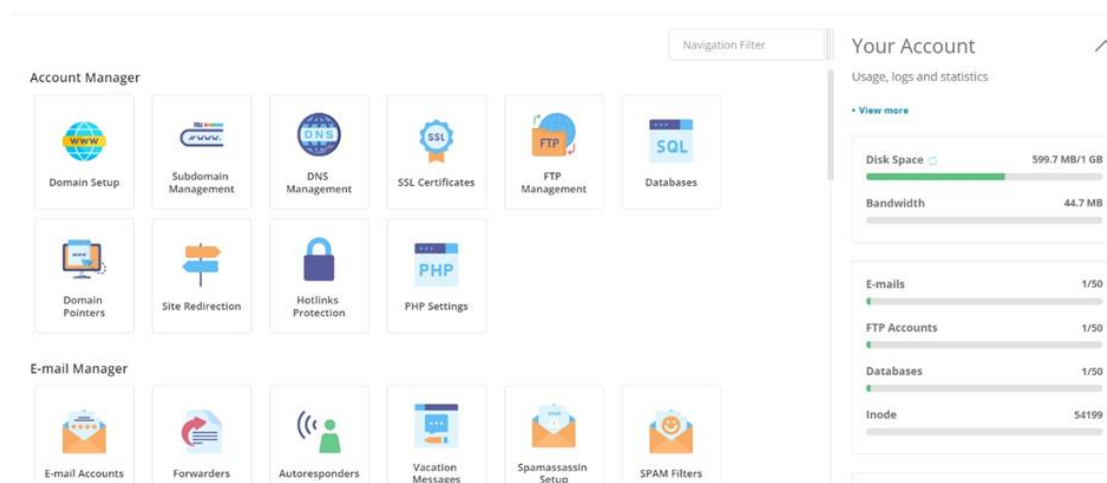 Navigation Filter
Account Manager
WWW
Domain Setup
WWW.
Subdomain
Management
DNS
DNS
Management
SSL
SSL Certificates
FTP
FTP
Management
SQL
Databases
www
Domain
Pointers
Site Redirection
Hotlinks
Protection
PHP
PHP Settings
E-mail Manager
E-mail Accounts
Forwarders
Autoresponders
Vacation
Messages
Spamassassin
Setup
SPAM Filters
Your Account
Usage, logs and statistics
• View more
Disk Space 599.7 MB/1 GB
Bandwidth 44.7 MB
E-mails 1/50
FTP Accounts 1/50
Databases 1/50
Inode 54199